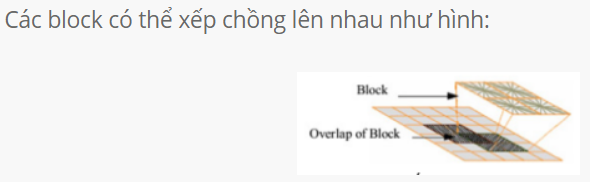 Các block có thể xếp chồng lên nhau như hình:
Block
Overlap of Block